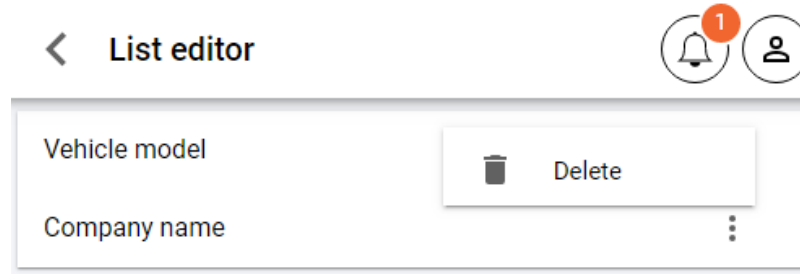 List editor
1
Vehicle model
Delete
Company name